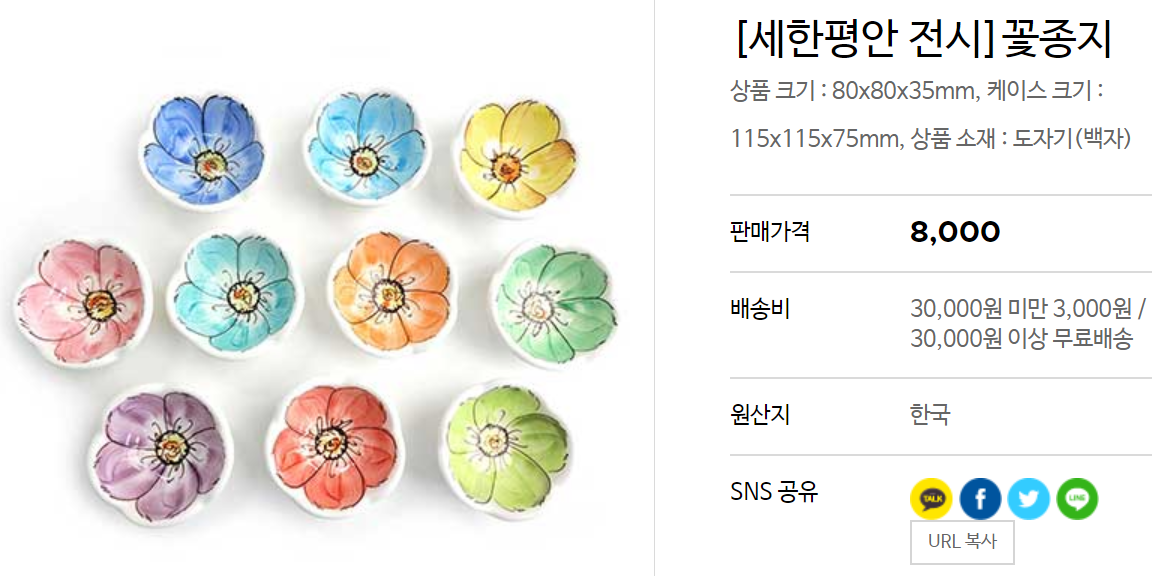 [세한평안 전시] 꽃종지
상품 크기 : 80x80x35mm, 케이스 크기 :
115x115x75mm, 상품 소재 : 도자기(백자)
판매가격 8,000
배송비 30,000원 미만 3,000원 /
30,000원 이상 무료배송
원산지 한국
SNS 공유 TALK f LINE
URL 복사